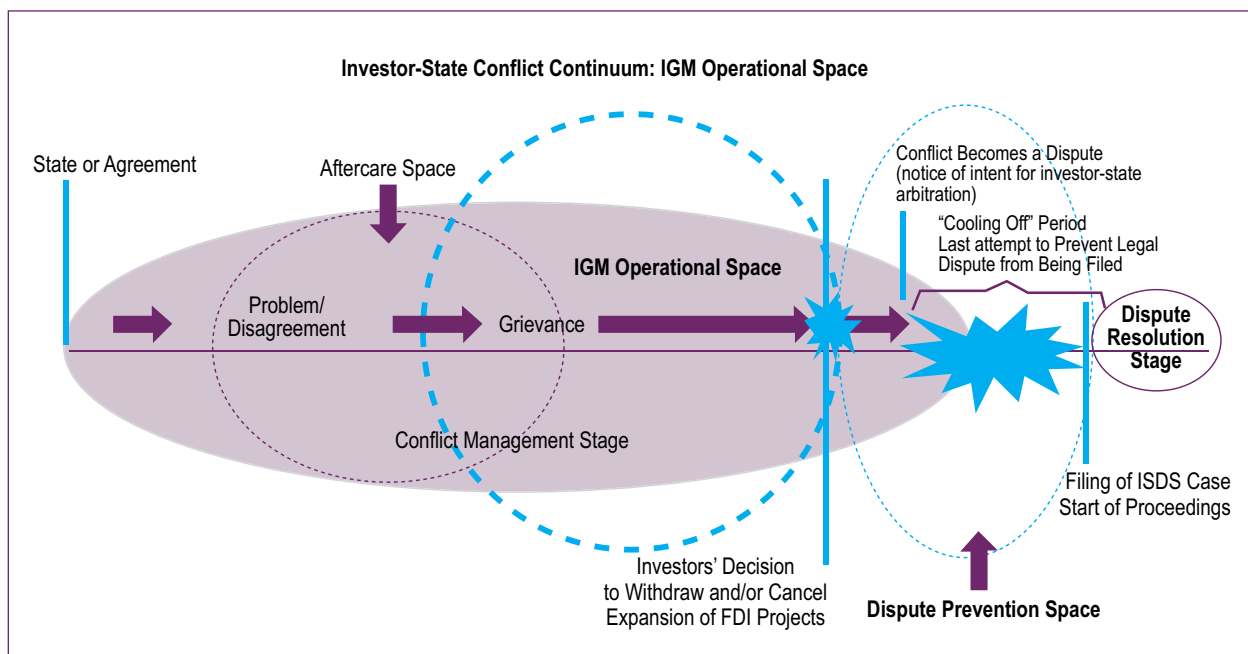 Investor-State Conflict Continuum: IGM Operational Space
State or Agreement
Aftercare Space
Conflict Becomes a Dispute
(notice of intent for investor-state
arbitration)
“Cooling Off” Period
Last attempt to Prevent Legal
Dispute from Being Filed
IGM Operational Space
Problem/
Disagreement
Grievance
Dispute
Resolution
Stage
Conflict Management Stage
Filing of ISDS Case
Start of Proceedings
Investors’ Decision
to Withdraw and/or Cancel
Expansion of FDI Projects
Dispute Prevention Space